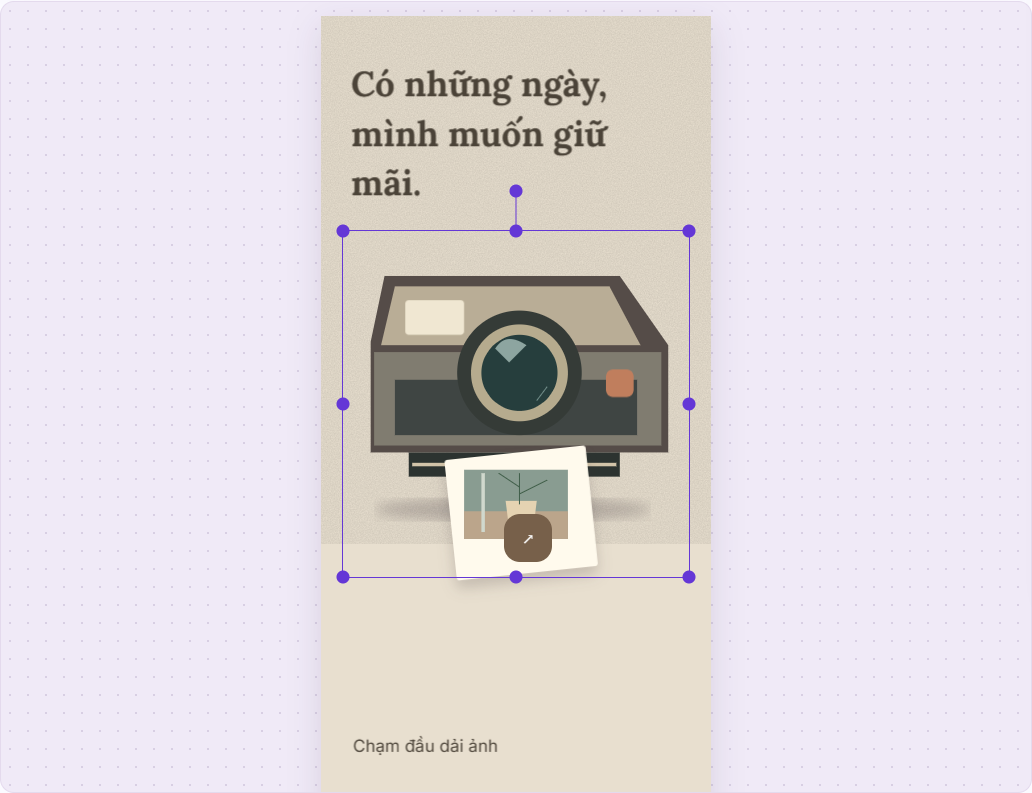 Có những ngày,
mình muốn giữ
mãi.
Chạm đầu dải ảnh